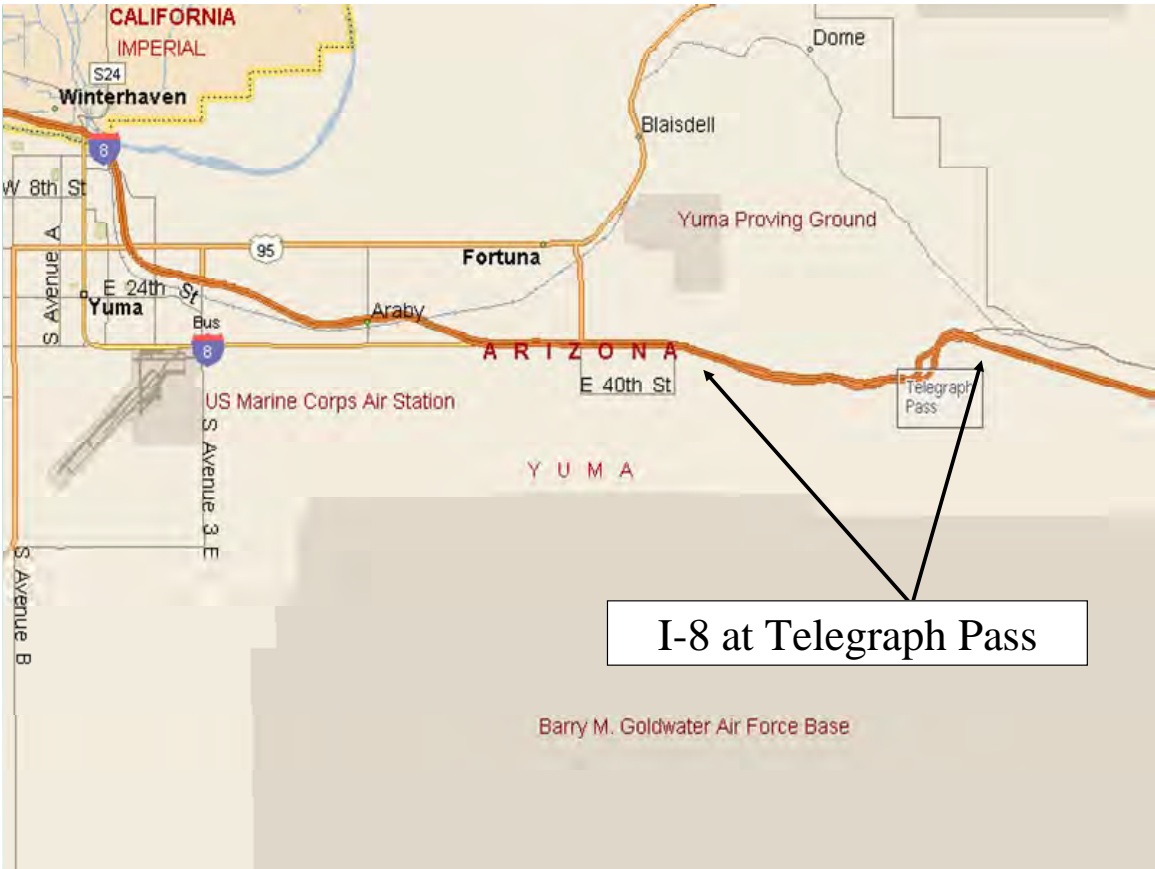 CALIFORNIA
IMPERIAL
Dome
S24
Winterhaven
Blaisdell
8
W 8th St
Yuma Proving Ground
S Avenue A
95
Fortuna
E 24th St
Yuma
Araby
Bus
8
ARIZONA
E 40th St
Telegraph
Pass
US Marine Corps Air Station
S Avenue 3 E
YUMA
S Avenue B
I-8 at Telegraph Pass
Barry M. Goldwater Air Force Base